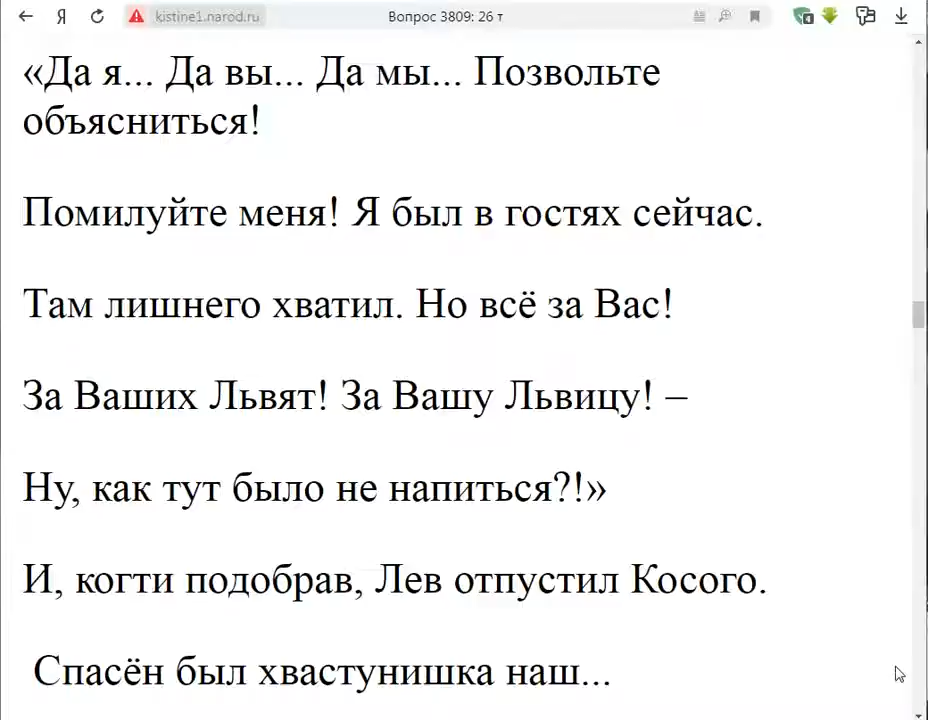 kistine1.narod.ru
Вопрос 3809: 26 т
4
«Да я... Да вы... Да мы... Позвольте
объясниться!
Помилуйте меня! Я был в гостях сейчас.
Там лишнего хватил. Но всё за Вас!
За Ваших Львят! За Вашу Львицу! –
Ну, как тут было не напиться?!»
И, когти подобрав, Лев отпустил Косого.
Спасён был хвастунишка наш...